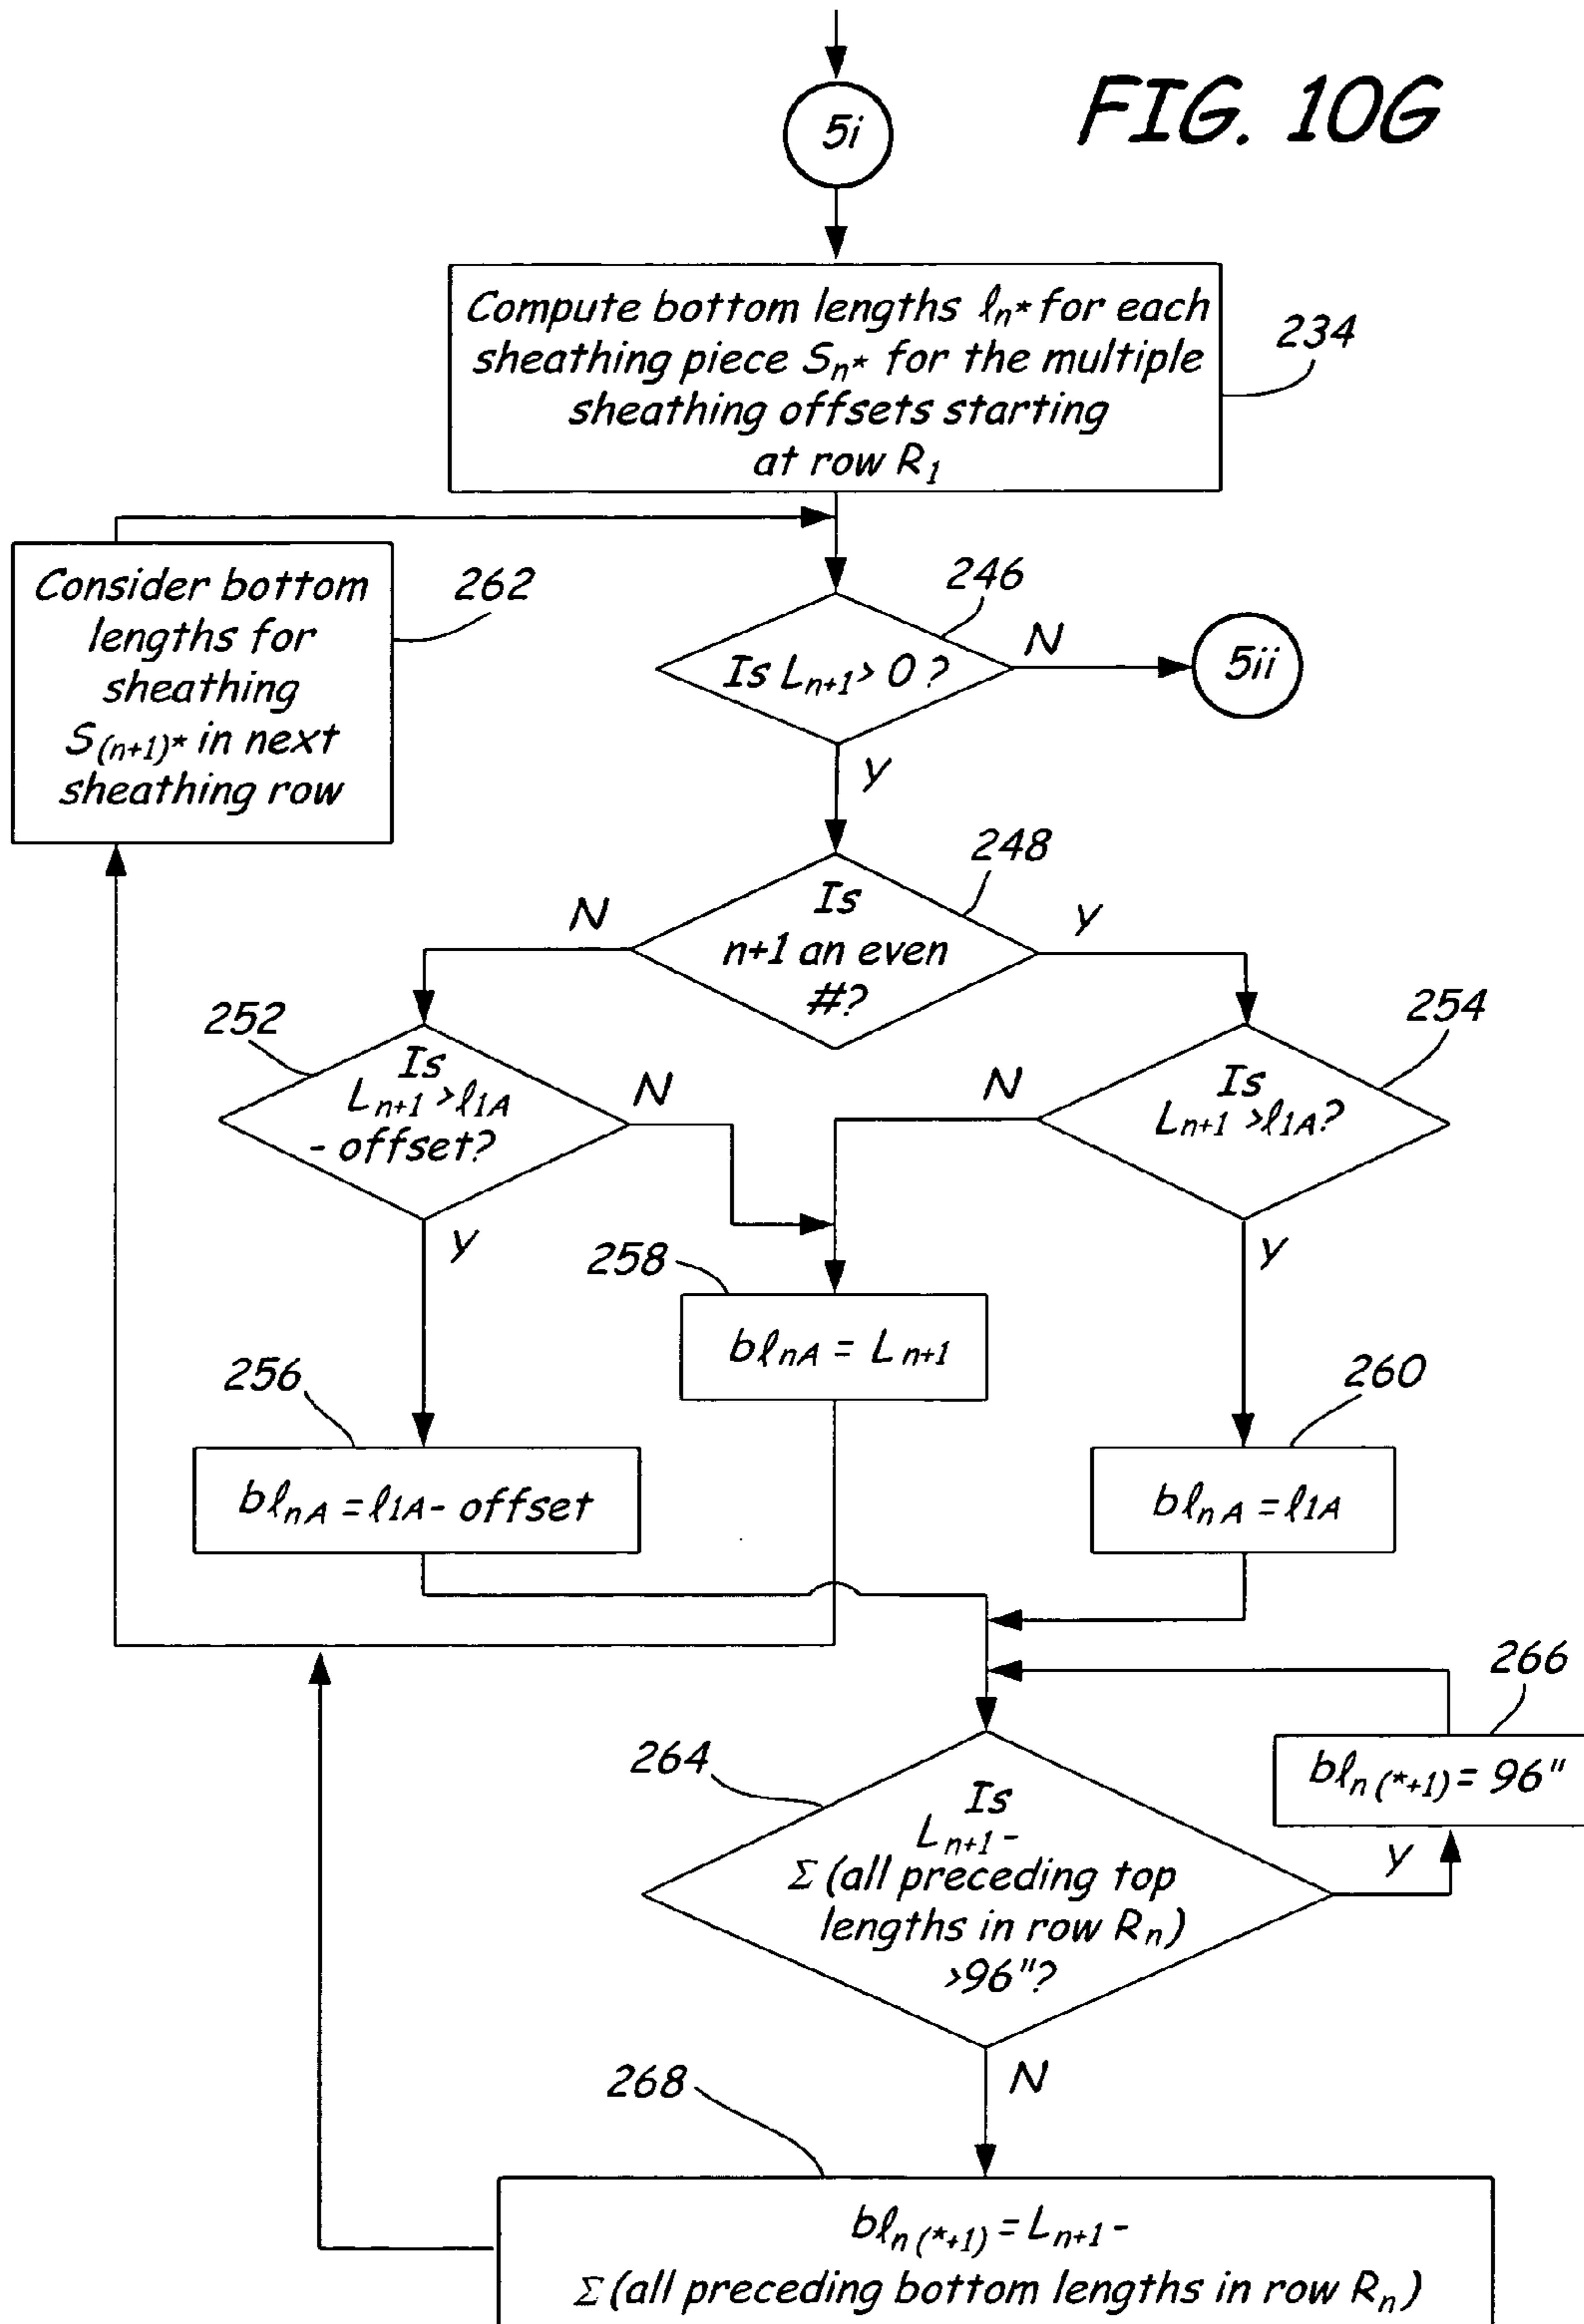 FIG. 10G
5i
Compute bottom lengths ℓn* for each
sheathing piece Sn* for the multiple
sheathing offsets starting
at row R1
234
Consider bottom
lengths for
sheathing
S(n+1)* in next
sheathing row
262
246
Is Ln+1 > 0 ?
N
5ii
Y
248
Is
n+1 an even
#?
N
Y
252
Is
Ln+1 >ℓ1A
- offset?
N
Y
254
Is
Ln+1 >ℓ1A?
N
Y
258
bℓnA = Ln+1
256
bℓnA = ℓ1A - offset
260
bℓnA = ℓ1A
266
bℓn(*+1) = 96"
264
Is
Ln+1 -
Σ (all preceding top
lengths in row Rn)
>96"?
Y
N
268
bℓn(*+1) = Ln+1 -
Σ (all preceding bottom lengths in row Rn)